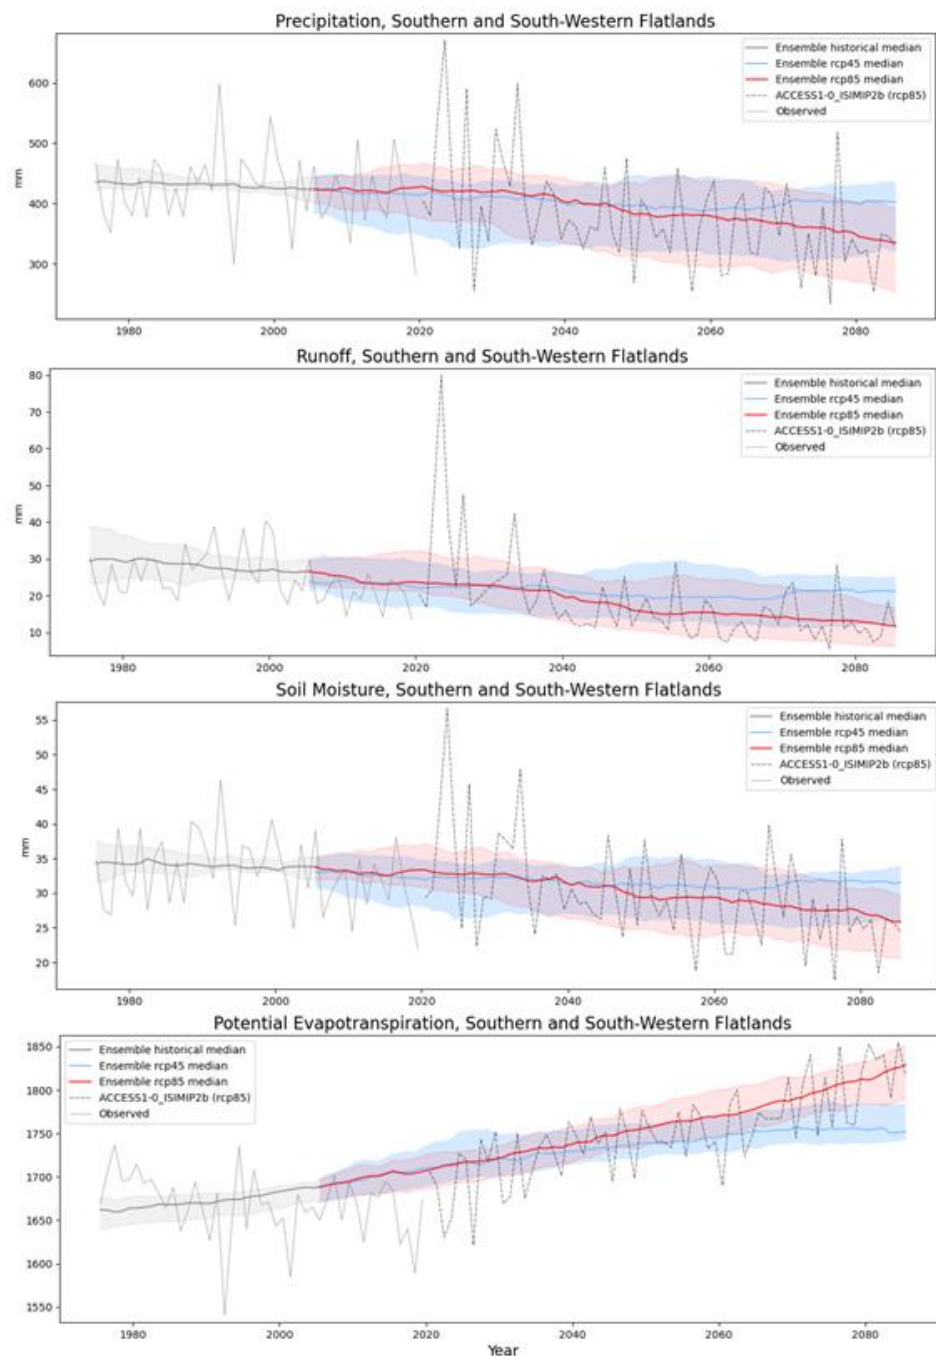 Precipitation, Southern and South-Western Flatlands
Ensemble historical median
Ensemble rcp45 median
Ensemble rcp85 median
ACCESS1-0_ISIMIP2b (rcp85)
Observed
mm
600
500
400
300
1980 2000 2020 2040 2060 2080
Runoff, Southern and South-Western Flatlands
Ensemble historical median
Ensemble rcp45 median
Ensemble rcp85 median
ACCESS1-0_ISIMIP2b (rcp85)
Observed
mm
80
70
60
50
40
30
20
10
1980 2000 2020 2040 2060 2080
Soil Moisture, Southern and South-Western Flatlands
Ensemble historical median
Ensemble rcp45 median
Ensemble rcp85 median
ACCESS1-0_ISIMIP2b (rcp85)
Observed
mm
55
50
45
40
35
30
25
20
1980 2000 2020 2040 2060 2080
Potential Evapotranspiration, Southern and South-Western Flatlands
Ensemble historical median
Ensemble rcp45 median
Ensemble rcp85 median
ACCESS1-0_ISIMIP2b (rcp85)
Observed
1850
1800
1750
1700
1650
1600
1550
1980 2000 2020 2040 2060 2080
Year